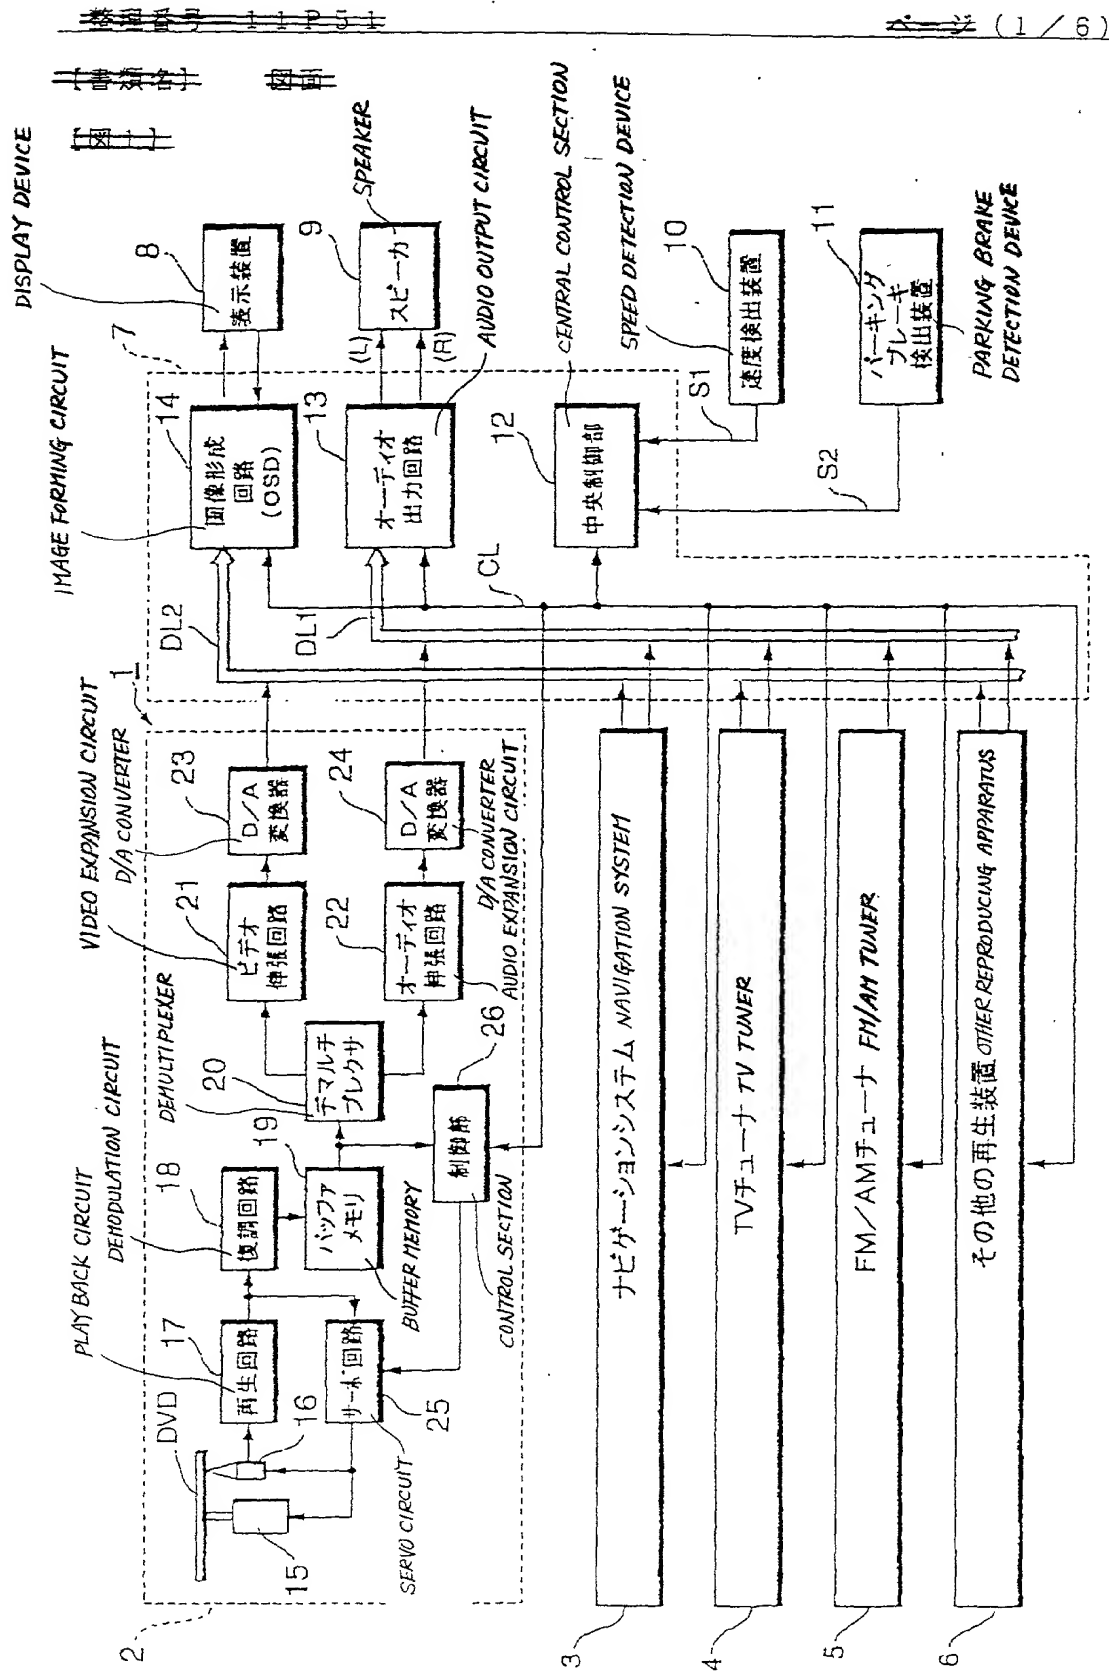 (1/6)
DISPLAY DEVICE
8
表示装置
9
SPEAKER
スピーカ
(L)
(R)
AUDIO OUTPUT CIRCUIT
CENTRAL CONTROL SECTION
SPEED DETECTION DEVICE
10
速度検出装置
11
パーキング
ブレーキ
検出装置
PARKING BRAKE
DETECTION DEVICE
7
IMAGE FORMING CIRCUIT
14
画像形成
回路
(OSD)
13
オーディオ
出力回路
12
中央制御部
S1
S2
CL
DL2
DL1
1
VIDEO EXPANSION CIRCUIT
D/A CONVERTER
23
D/A
変換器
24
D/A
変換器
D/A CONVERTER
AUDIO EXPANSION CIRCUIT
21
ビデオ
伸張回路
22
オーディオ
伸張回路
DEMULTIPLEXER
20
デマルチ
プレクサ
26
制御部
CONTROL SECTION
PLAYBACK CIRCUIT
DEMODULATION CIRCUIT
18
復調回路
19
バッファ
メモリ
BUFFER MEMORY
17
再生回路
サーボ回路
25
SERVO CIRCUIT
DVD
16
15
2
ナビゲーションシステム NAVIGATION SYSTEM
3
TVチューナ TV TUNER
4
FM/AMチューナ FM/AM TUNER
5
その他の再生装置 OTHER REPRODUCING APPARATUS
6